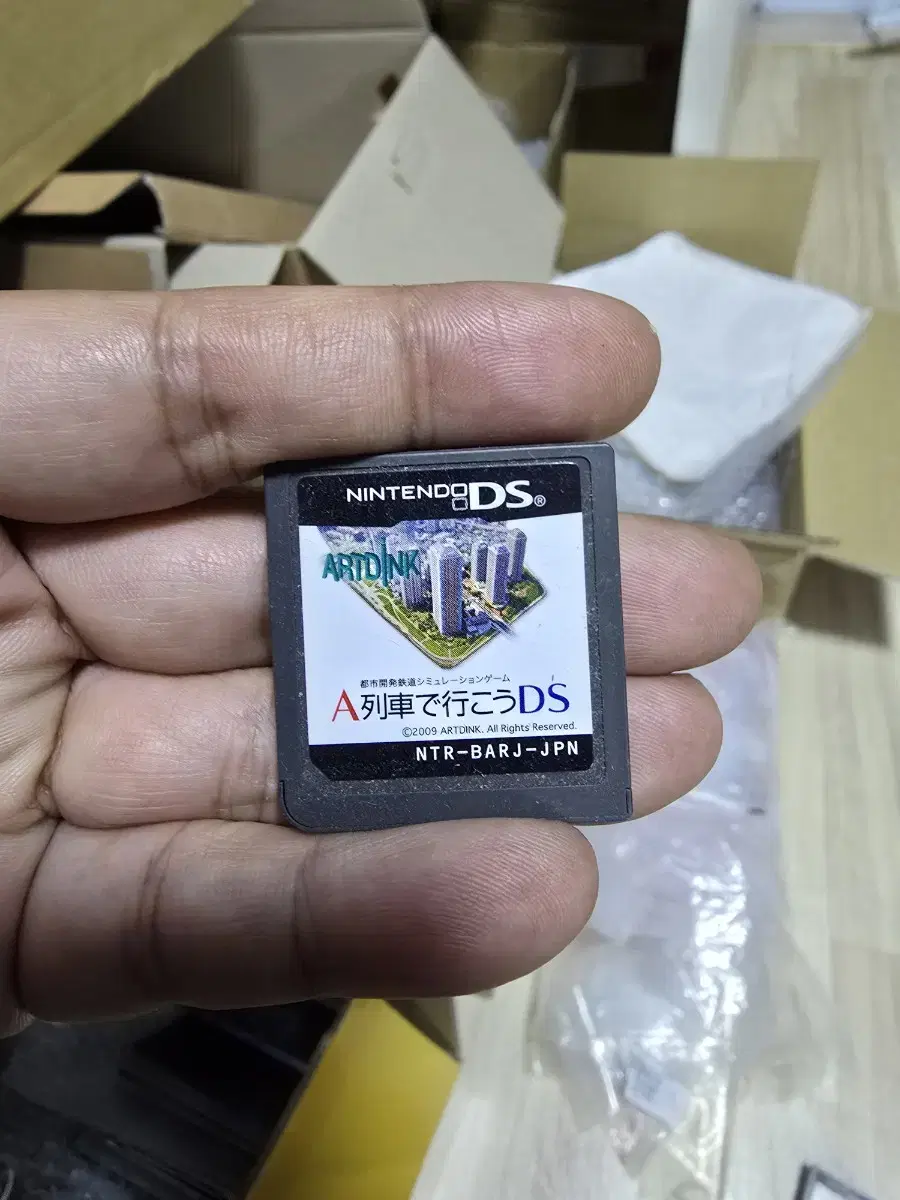 NINTENDO DS®
ARTDINK
都市開発鉄道シミュレーションゲーム
A列車で行こうDS
©2009 ARTDINK. All Rights Reserved.
NTR-BARJ-JPN